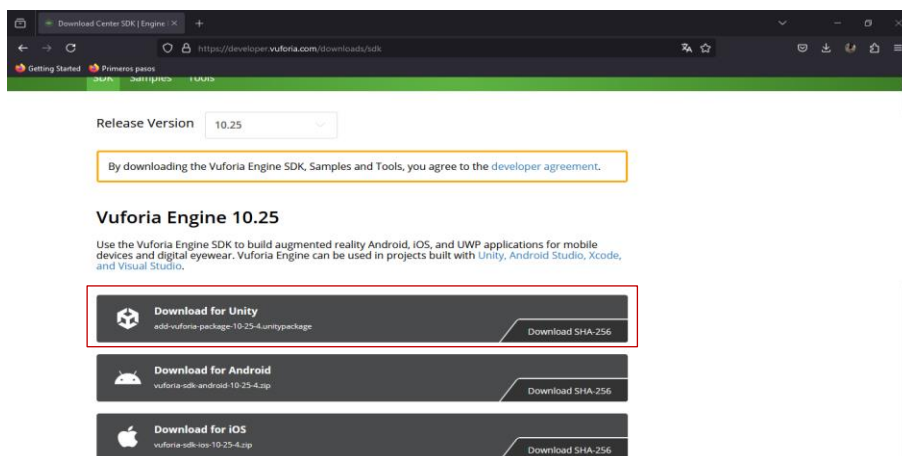 Download Center SDK | Engine
https://developer.vuforia.com/downloads/sdk
Getting Started Primeros pasos
SDK Samples Tools
Release Version 10.25
By downloading the Vuforia Engine SDK, Samples and Tools, you agree to the developer agreement.
Vuforia Engine 10.25
Use the Vuforia Engine SDK to build augmented reality Android, iOS, and UWP applications for mobile
devices and digital eyewear. Vuforia Engine can be used in projects built with Unity, Android Studio, Xcode,
and Visual Studio.
Download for Unity
add-vuforia-package-10-25-4.unitypackage
Download SHA-256
Download for Android
vuforia-sdk-android-10-25-4.zip
Download SHA-256
Download for iOS
vuforia-sdk-ios-10-25-4.zip
Download SHA-256